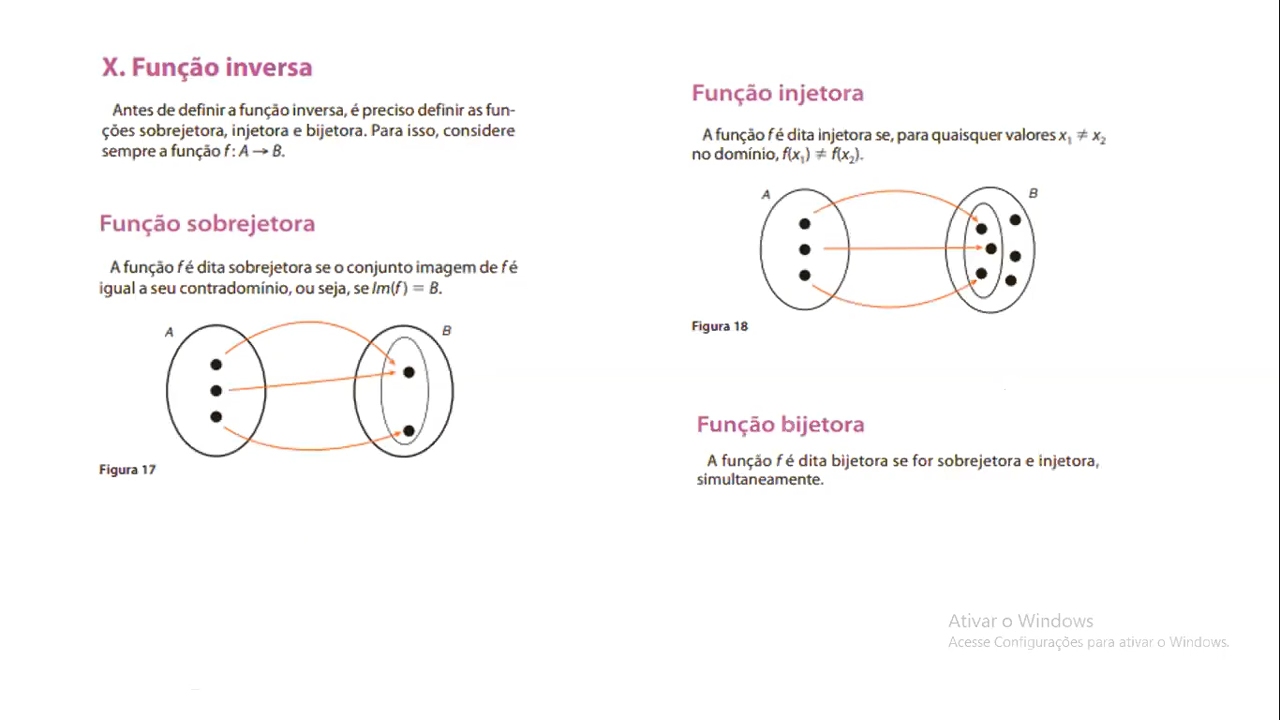 X. Função inversa
Antes de definir a função inversa, é preciso definir as fun-
ções sobrejetora, injetora e bijetora. Para isso, considere
sempre a função f: A → B.
Função sobrejetora
A função f é dita sobrejetora se o conjunto imagem de f é
igual a seu contradomínio, ou seja, se Im(f) = B.
A
B
Figura 17
Função injetora
A função f é dita injetora se, para quaisquer valores x₁ ≠ x₂
no domínio, f(x₁) ≠ f(x₂).
A
B
Figura 18
Função bijetora
A função f é dita bijetora se for sobrejetora e injetora,
simultaneamente.
Ativar o Windows
Acesse Configurações para ativar o Windows.